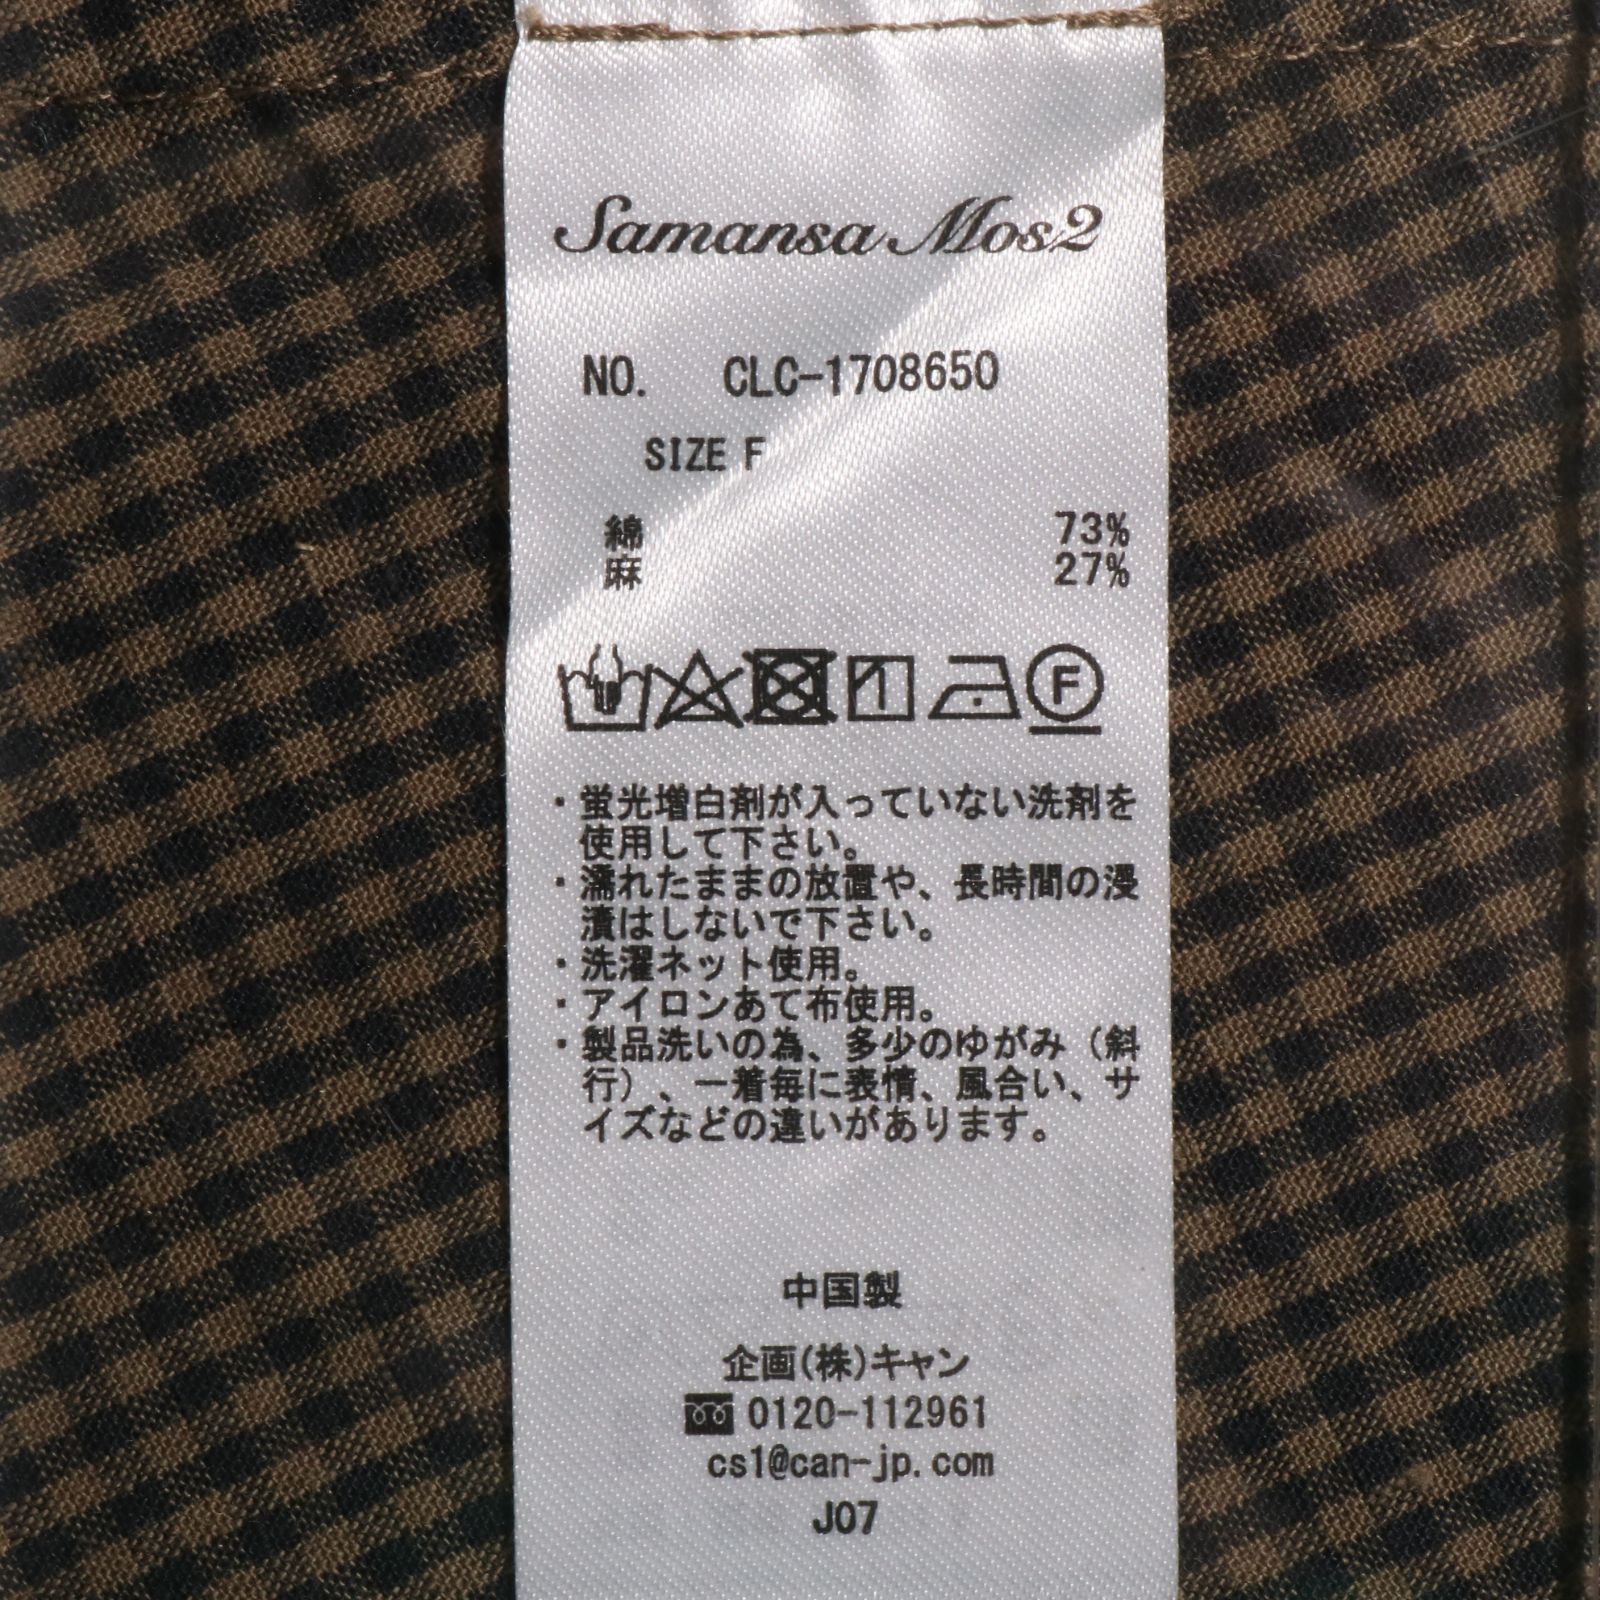 Samansa Mos2
NO. CLC-1708650
SIZE F
綿 73%
麻 27%
F
・蛍光増白剤が入っていない洗剤を
使用して下さい。
・濡れたままの放置や、長時間の浸
漬はしないで下さい。
・洗濯ネット使用。
・アイロンあて布使用。
・製品洗いの為、多少のゆがみ（斜
行）、一着毎に表情、風合い、サ
イズなどの違いがあります。
中国製
企画(株)キャン
0120-112961
cs1@can-jp.com
J07